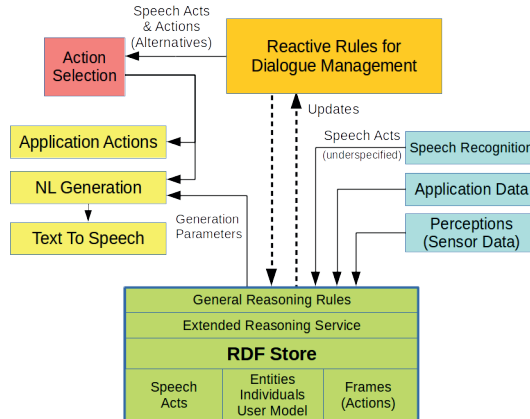 Speech Acts
& Actions
(Alternatives)
Reactive Rules for
Dialogue Management
Action
Selection
Updates
Speech Acts
(underspecified)
Speech Recognition
Application Actions
NL Generation
Application Data
Text To Speech
Generation
Parameters
Perceptions
(Sensor Data)
General Reasoning Rules
Extended Reasoning Service
RDF Store
Speech
Acts
Entities
Individuals
User Model
Frames
(Actions)